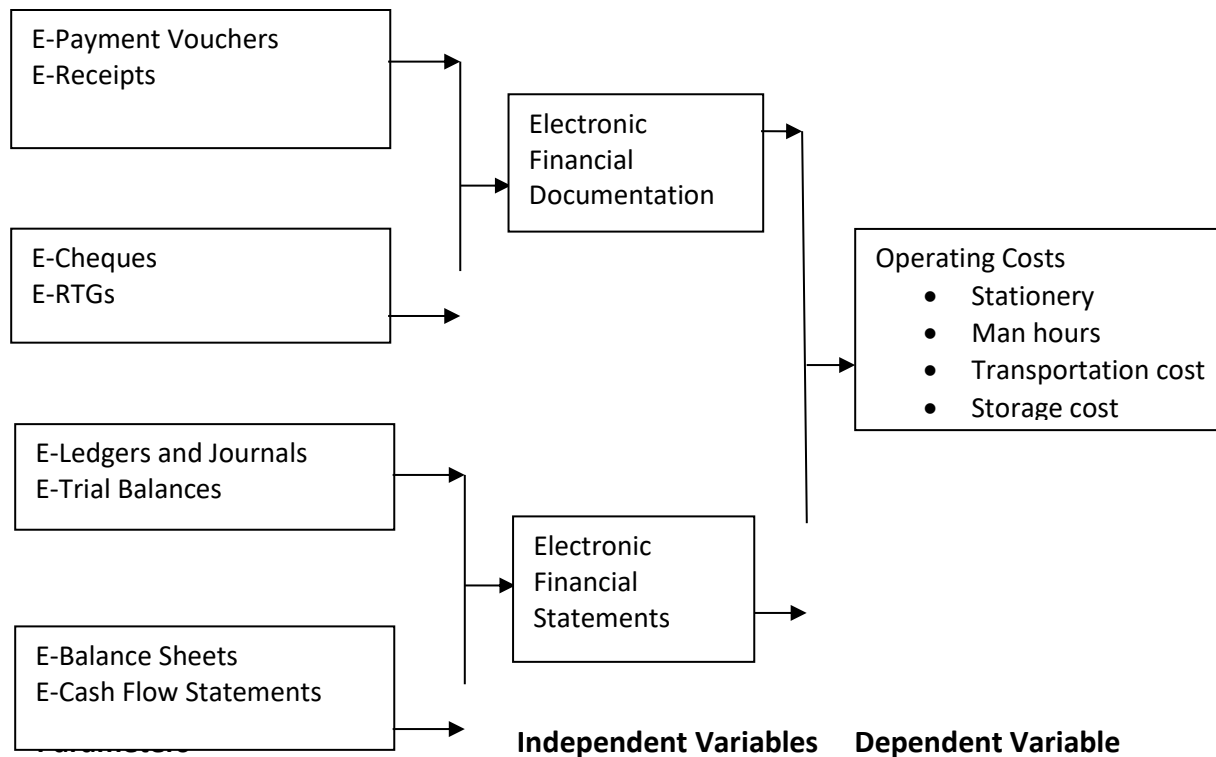 E-Payment Vouchers
E-Receipts
E-Cheques
E-RTGs
E-Ledgers and Journals
E-Trial Balances
E-Balance Sheets
E-Cash Flow Statements
Parameters
Electronic
Financial
Documentation
Electronic
Financial
Statements
Independent Variables
Operating Costs
• Stationery
• Man hours
• Transportation cost
• Storage cost
Dependent Variable